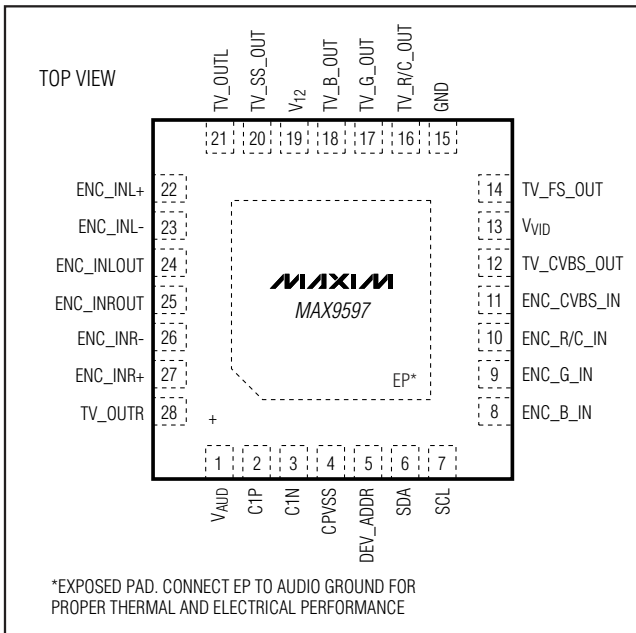 TOP VIEW
TV_OUTL
TV_SS_OUT
V12
TV_B_OUT
TV_G_OUT
TV_R/C_OUT
GND
21 20 19 18 17 16 15
ENC_INL+ 22
ENC_INL- 23
ENC_INLOUT 24
ENC_INROUT 25
ENC_INR- 26
ENC_INR+ 27
TV_OUTR 28
MAXIM
MAX9597
EP*
+
14 TV_FS_OUT
13 VVID
12 TV_CVBS_OUT
11 ENC_CVBS_IN
10 ENC_R/C_IN
9 ENC_G_IN
8 ENC_B_IN
1 2 3 4 5 6 7
VAUD
C1P
C1N
CPVSS
DEV_ADDR
SDA
SCL
*EXPOSED PAD. CONNECT EP TO AUDIO GROUND FOR
PROPER THERMAL AND ELECTRICAL PERFORMANCE